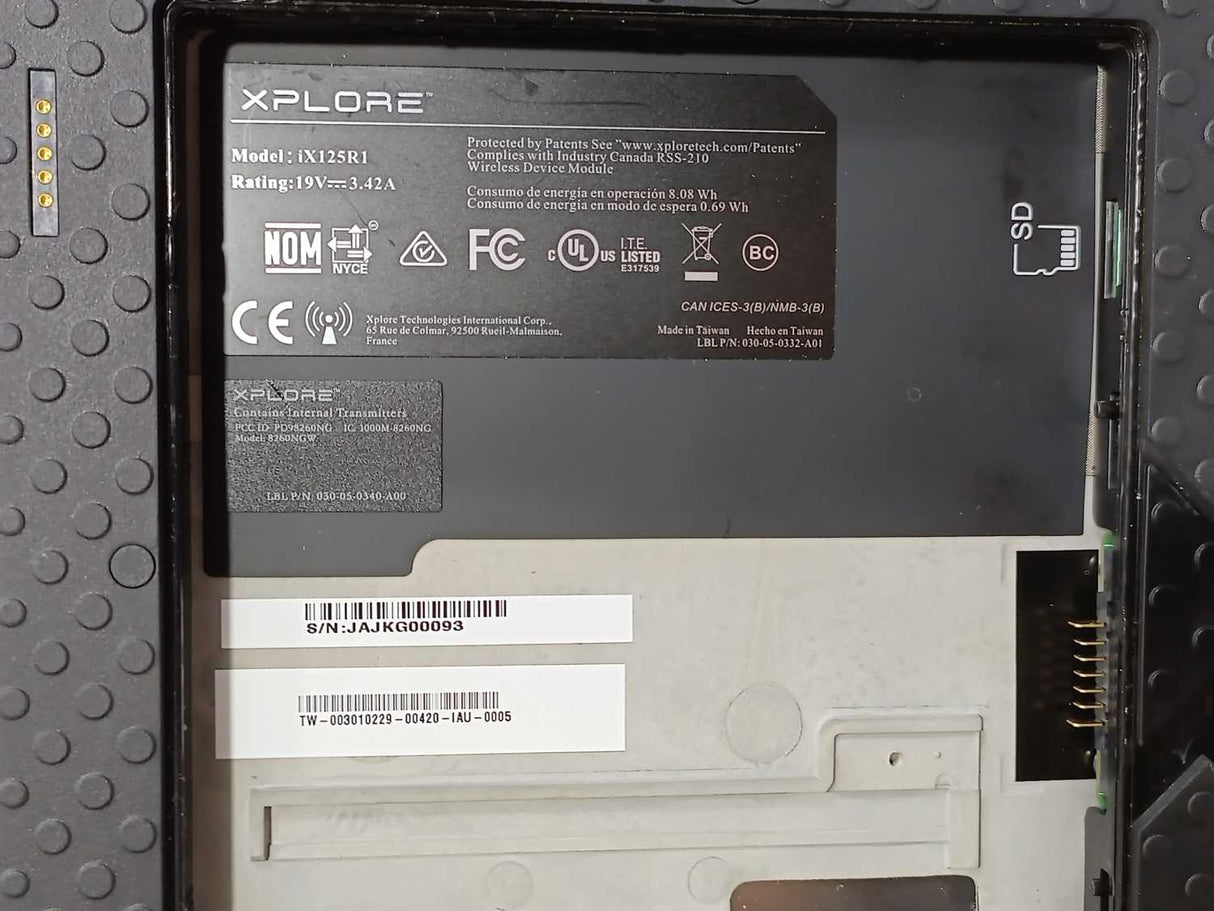 XPLORE™
Model: iX125R1
Rating:19V⎓3.42A
Protected by Patents See "www.xploretech.com/Patents"
Complies with Industry Canada RSS-210
Wireless Device Module
Consumo de energía en operación 8.08 Wh
Consumo de energía en modo de espera 0.69 Wh
NOM
NYCE
FC
C UL US
I.T.E.
LISTED
E317539
BC
CE
Xplore Technologies International Corp.,
65 Rue de Colmar, 92500 Rueil-Malmaison,
France
CAN ICES-3(B)/NMB-3(B)
Made in Taiwan Hecho en Taiwan
LBL P/N: 030-05-0332-A01
SD
XPLORE™
Contains Internal Transmitters
FCC ID PD98260NG IC 1000M-8260NG
Model: 8260NGW
LBL P/N 030-05-0340-A00
S/N:JAJKG00093
TW-003010229-00420-IAU-0005